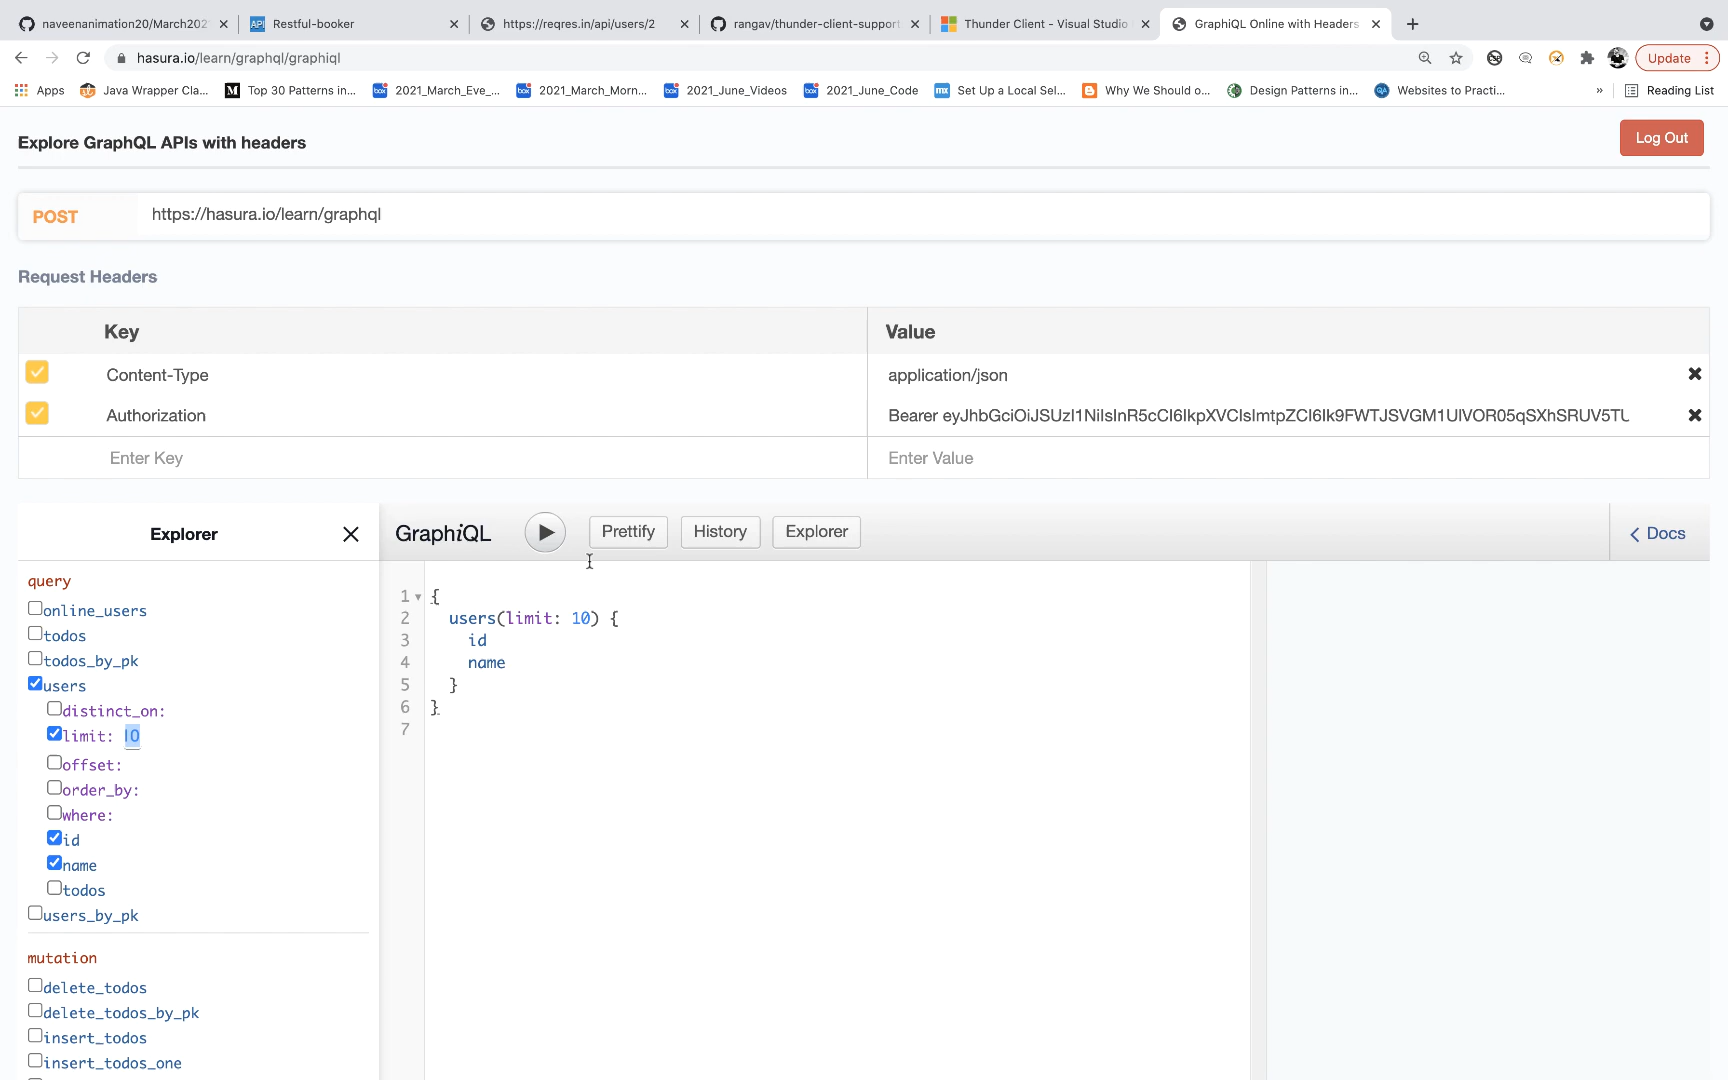 naveenanimation20/March202
Restful-booker
https://reqres.in/api/users/2
rangav/thunder-client-support
Thunder Client - Visual Studio
GraphiQL Online with Headers
hasura.io/learn/graphql/graphiql
Update
Apps
Java Wrapper Cla...
Top 30 Patterns in...
2021_March_Eve_...
2021_March_Morn...
2021_June_Videos
2021_June_Code
Set Up a Local Sel...
Why We Should o...
Design Patterns in...
Websites to Practi...
»
Reading List
Explore GraphQL APIs with headers
Log Out
POST
https://hasura.io/learn/graphql
Request Headers
Key
Value
Content-Type
application/json
Authorization
Enter Key
Enter Value
Explorer
GraphiQL
Prettify
History
Explorer
Docs
query
online_users
todos
todos_by_pk
users
distinct_on:
limit: 10
offset:
order_by:
where:
id
name
todos
users_by_pk
mutation
delete_todos
delete_todos_by_pk
insert_todos
insert_todos_one
1 {
2 users(limit: 10) {
3 id
4 name
5 }
6 }
7